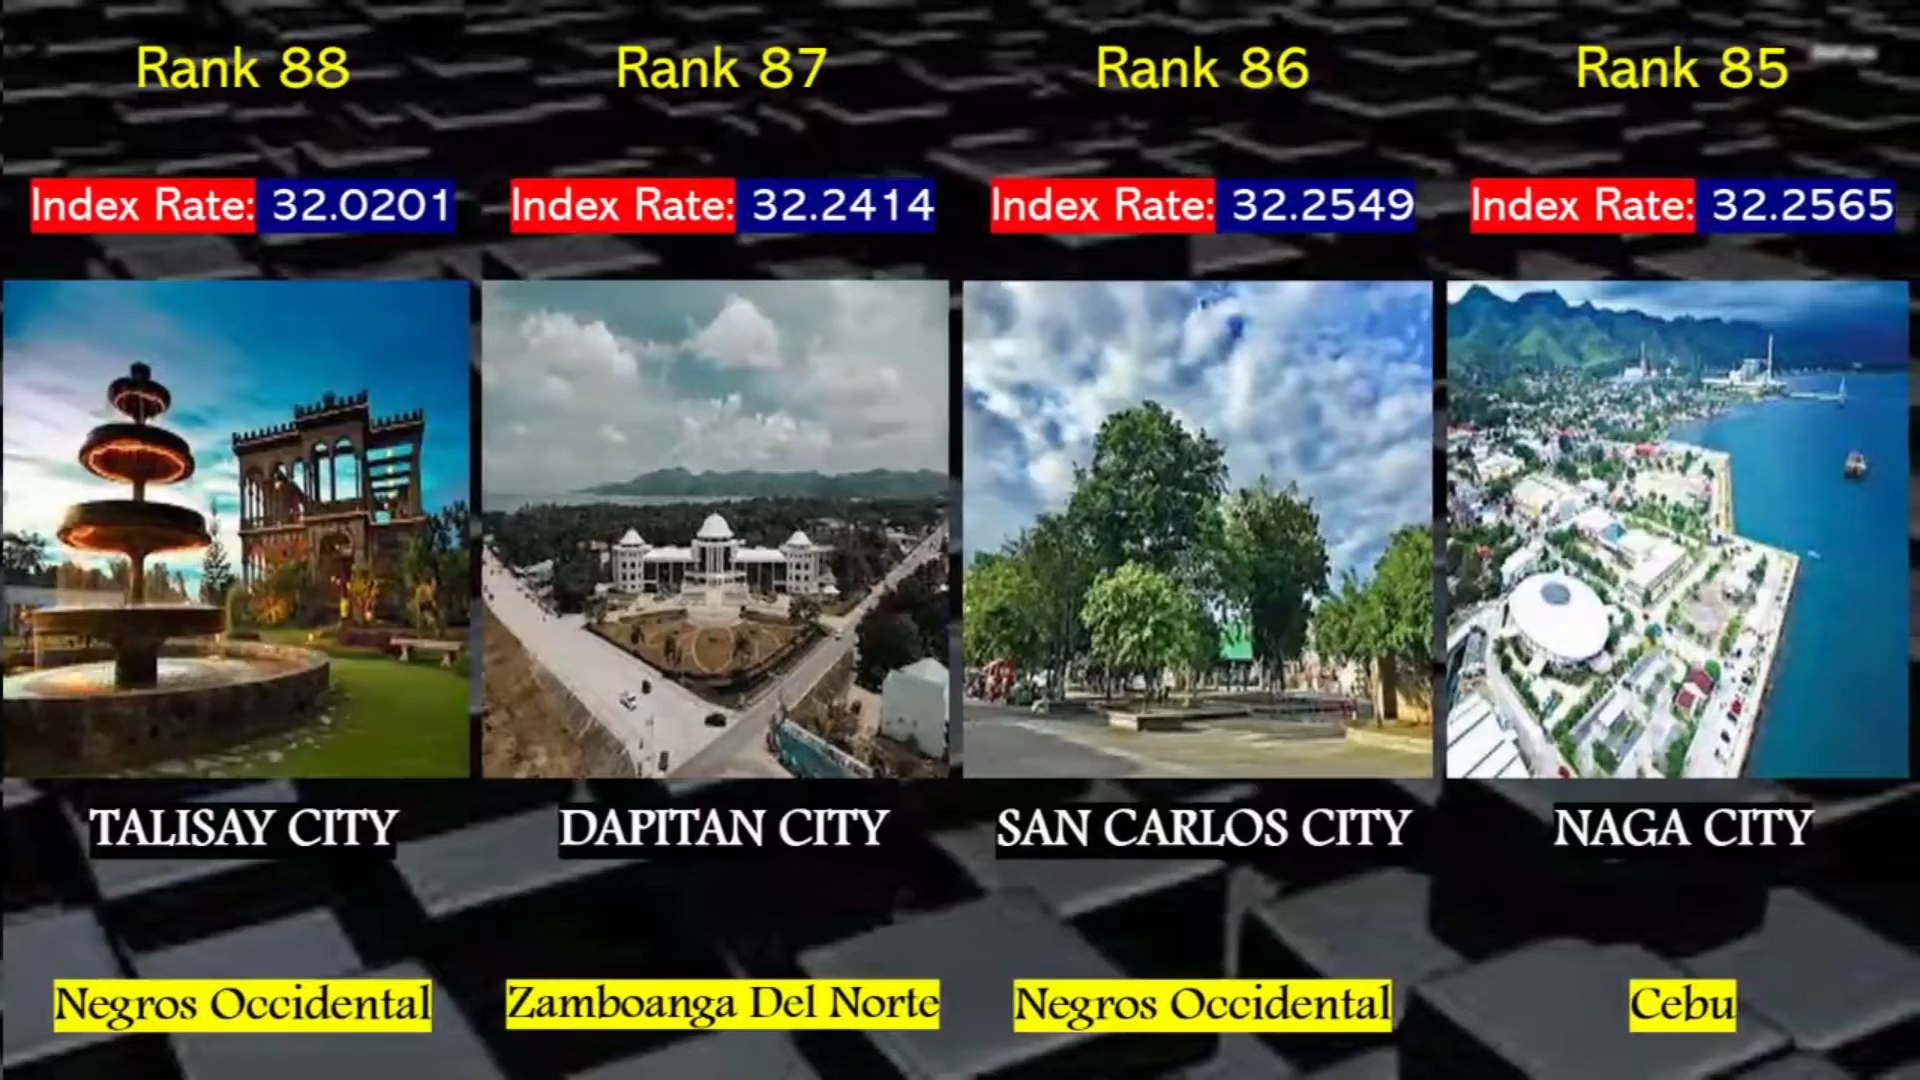 Rank 88
Rank 87
Rank 86
Rank 85
Index Rate: 32.0201
Index Rate: 32.2414
Index Rate: 32.2549
Index Rate: 32.2565
TALISAY CITY
DAPITAN CITY
SAN CARLOS CITY
NAGA CITY
Negros Occidental
Zamboanga Del Norte
Negros Occidental
Cebu